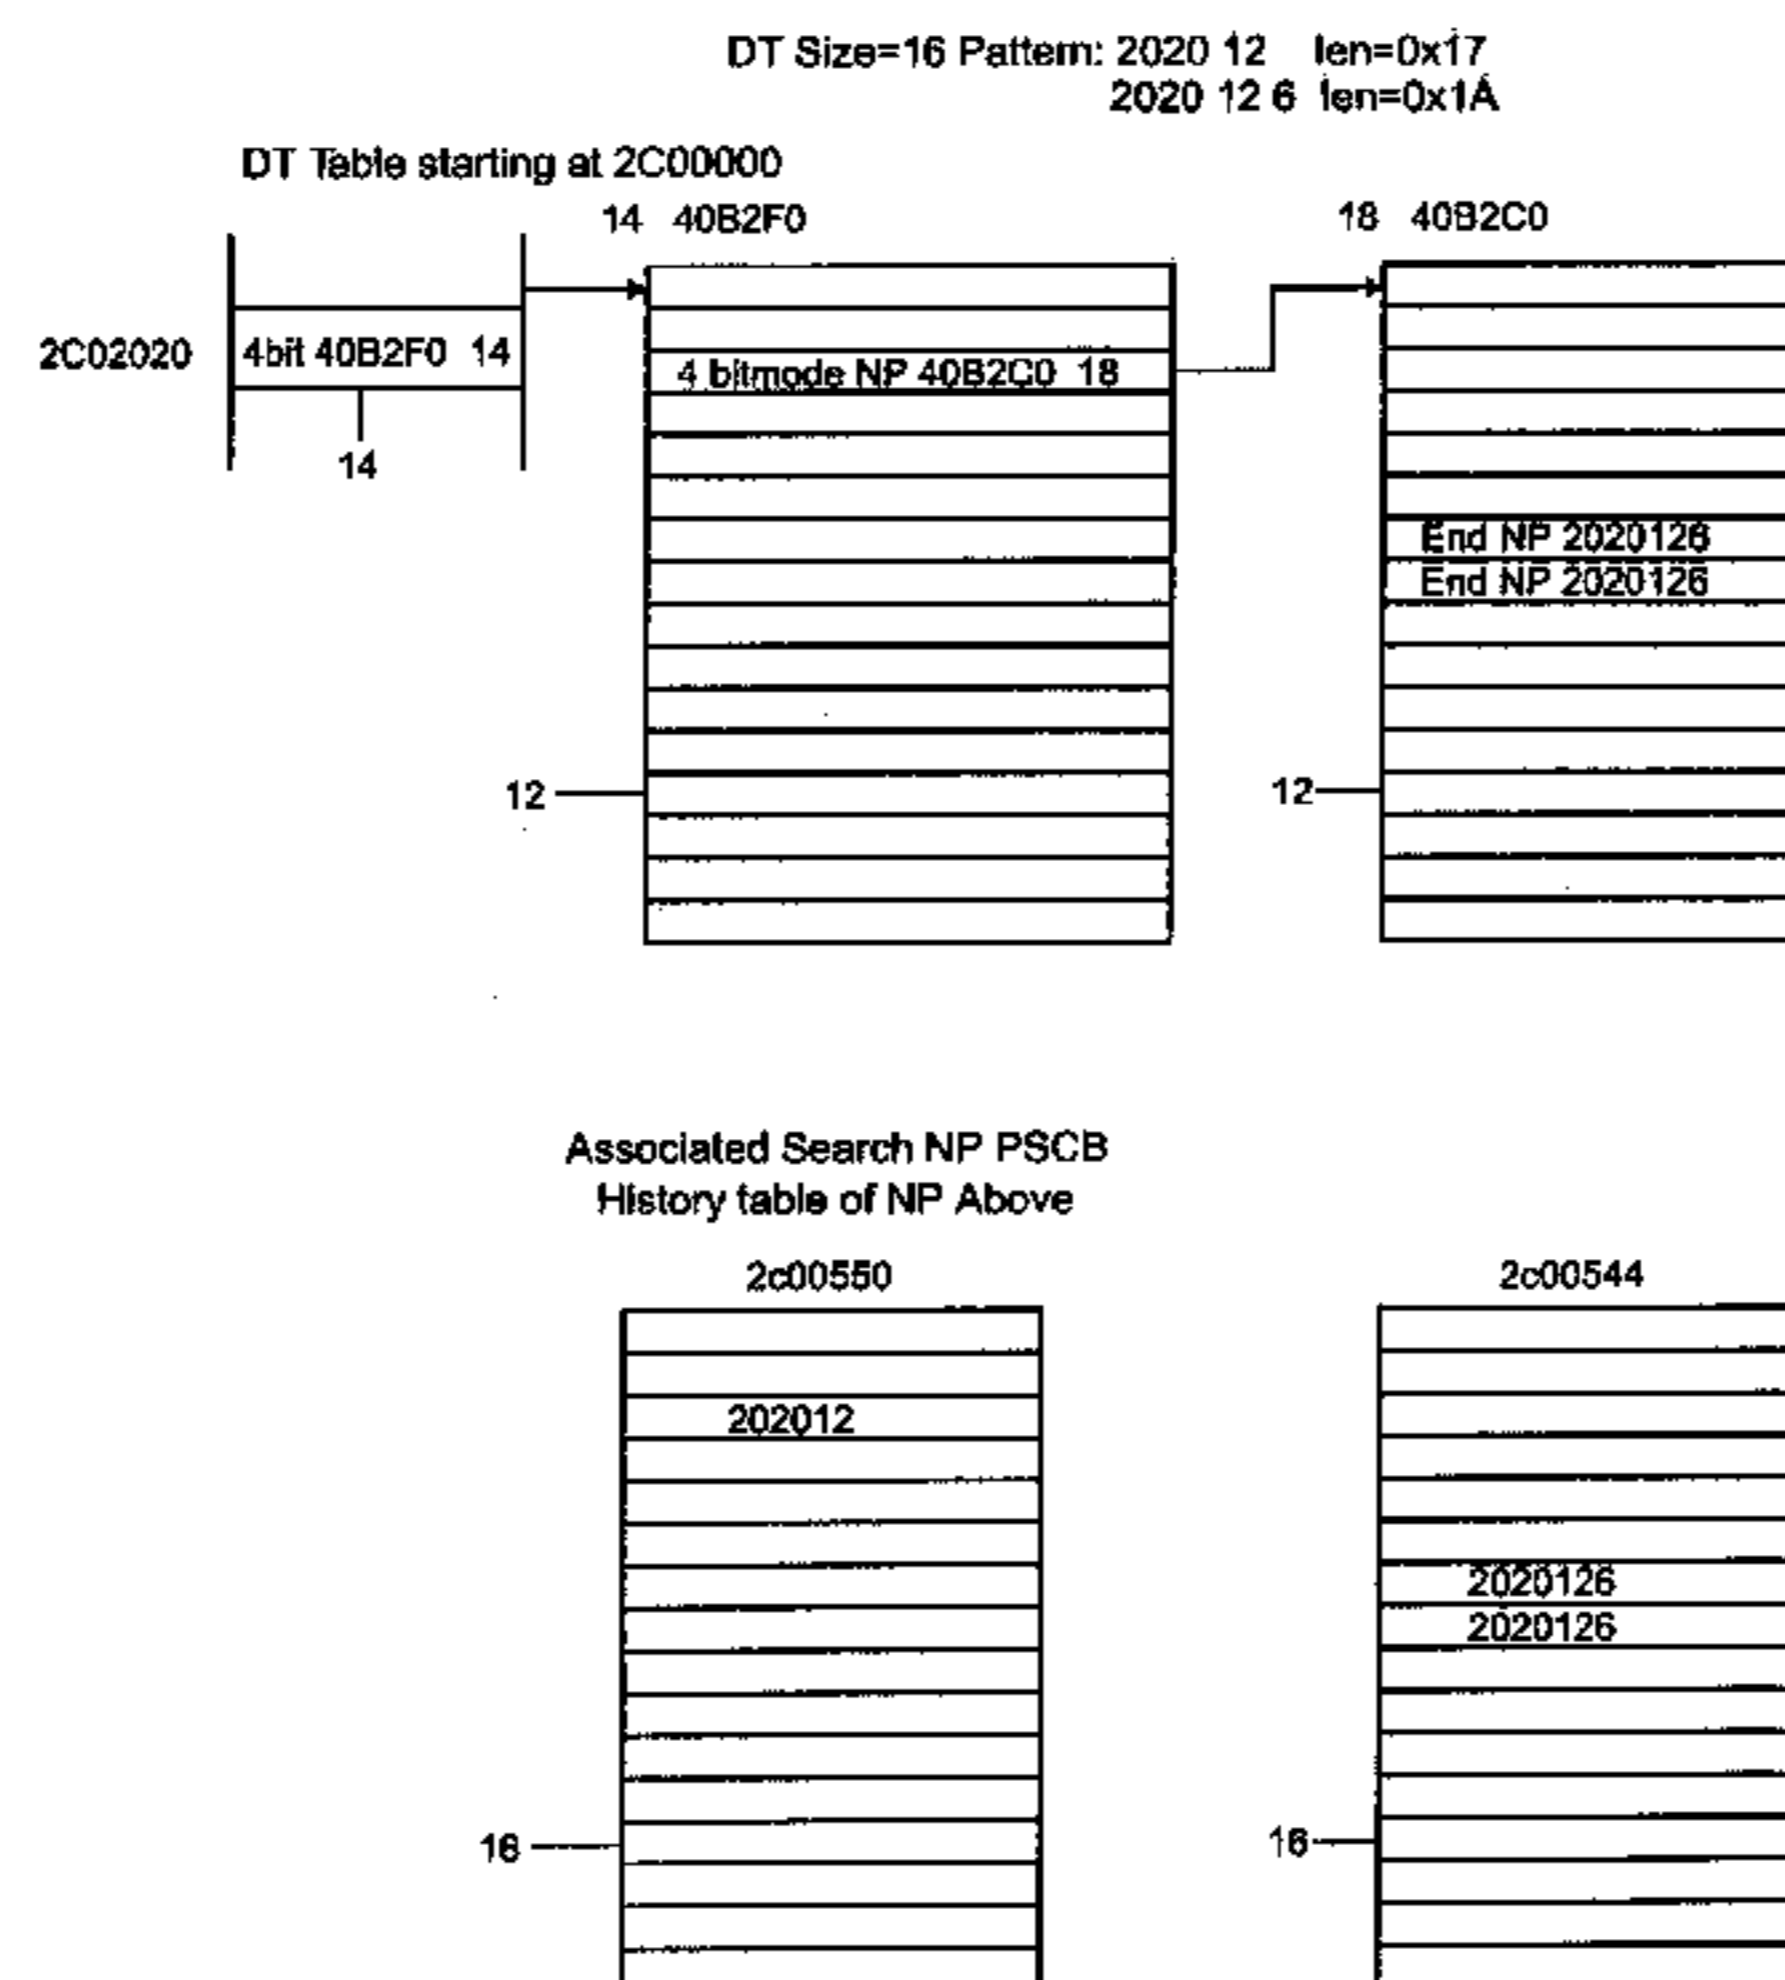 DT Size=16 Pattern: 2020 12 len=0x17
2020 12 6 len=0x1A
DT Table starting at 2C00000
14 40B2F0
18 40B2C0
2C02020
4bit 40B2F0 14
4 bitmode NP 40B2C0 18
14
End NP 2020126
End NP 2020126
12
12
Associated Search NP PSCB
History table of NP Above
2c00550
2c00544
202012
2020126
2020126
16
16